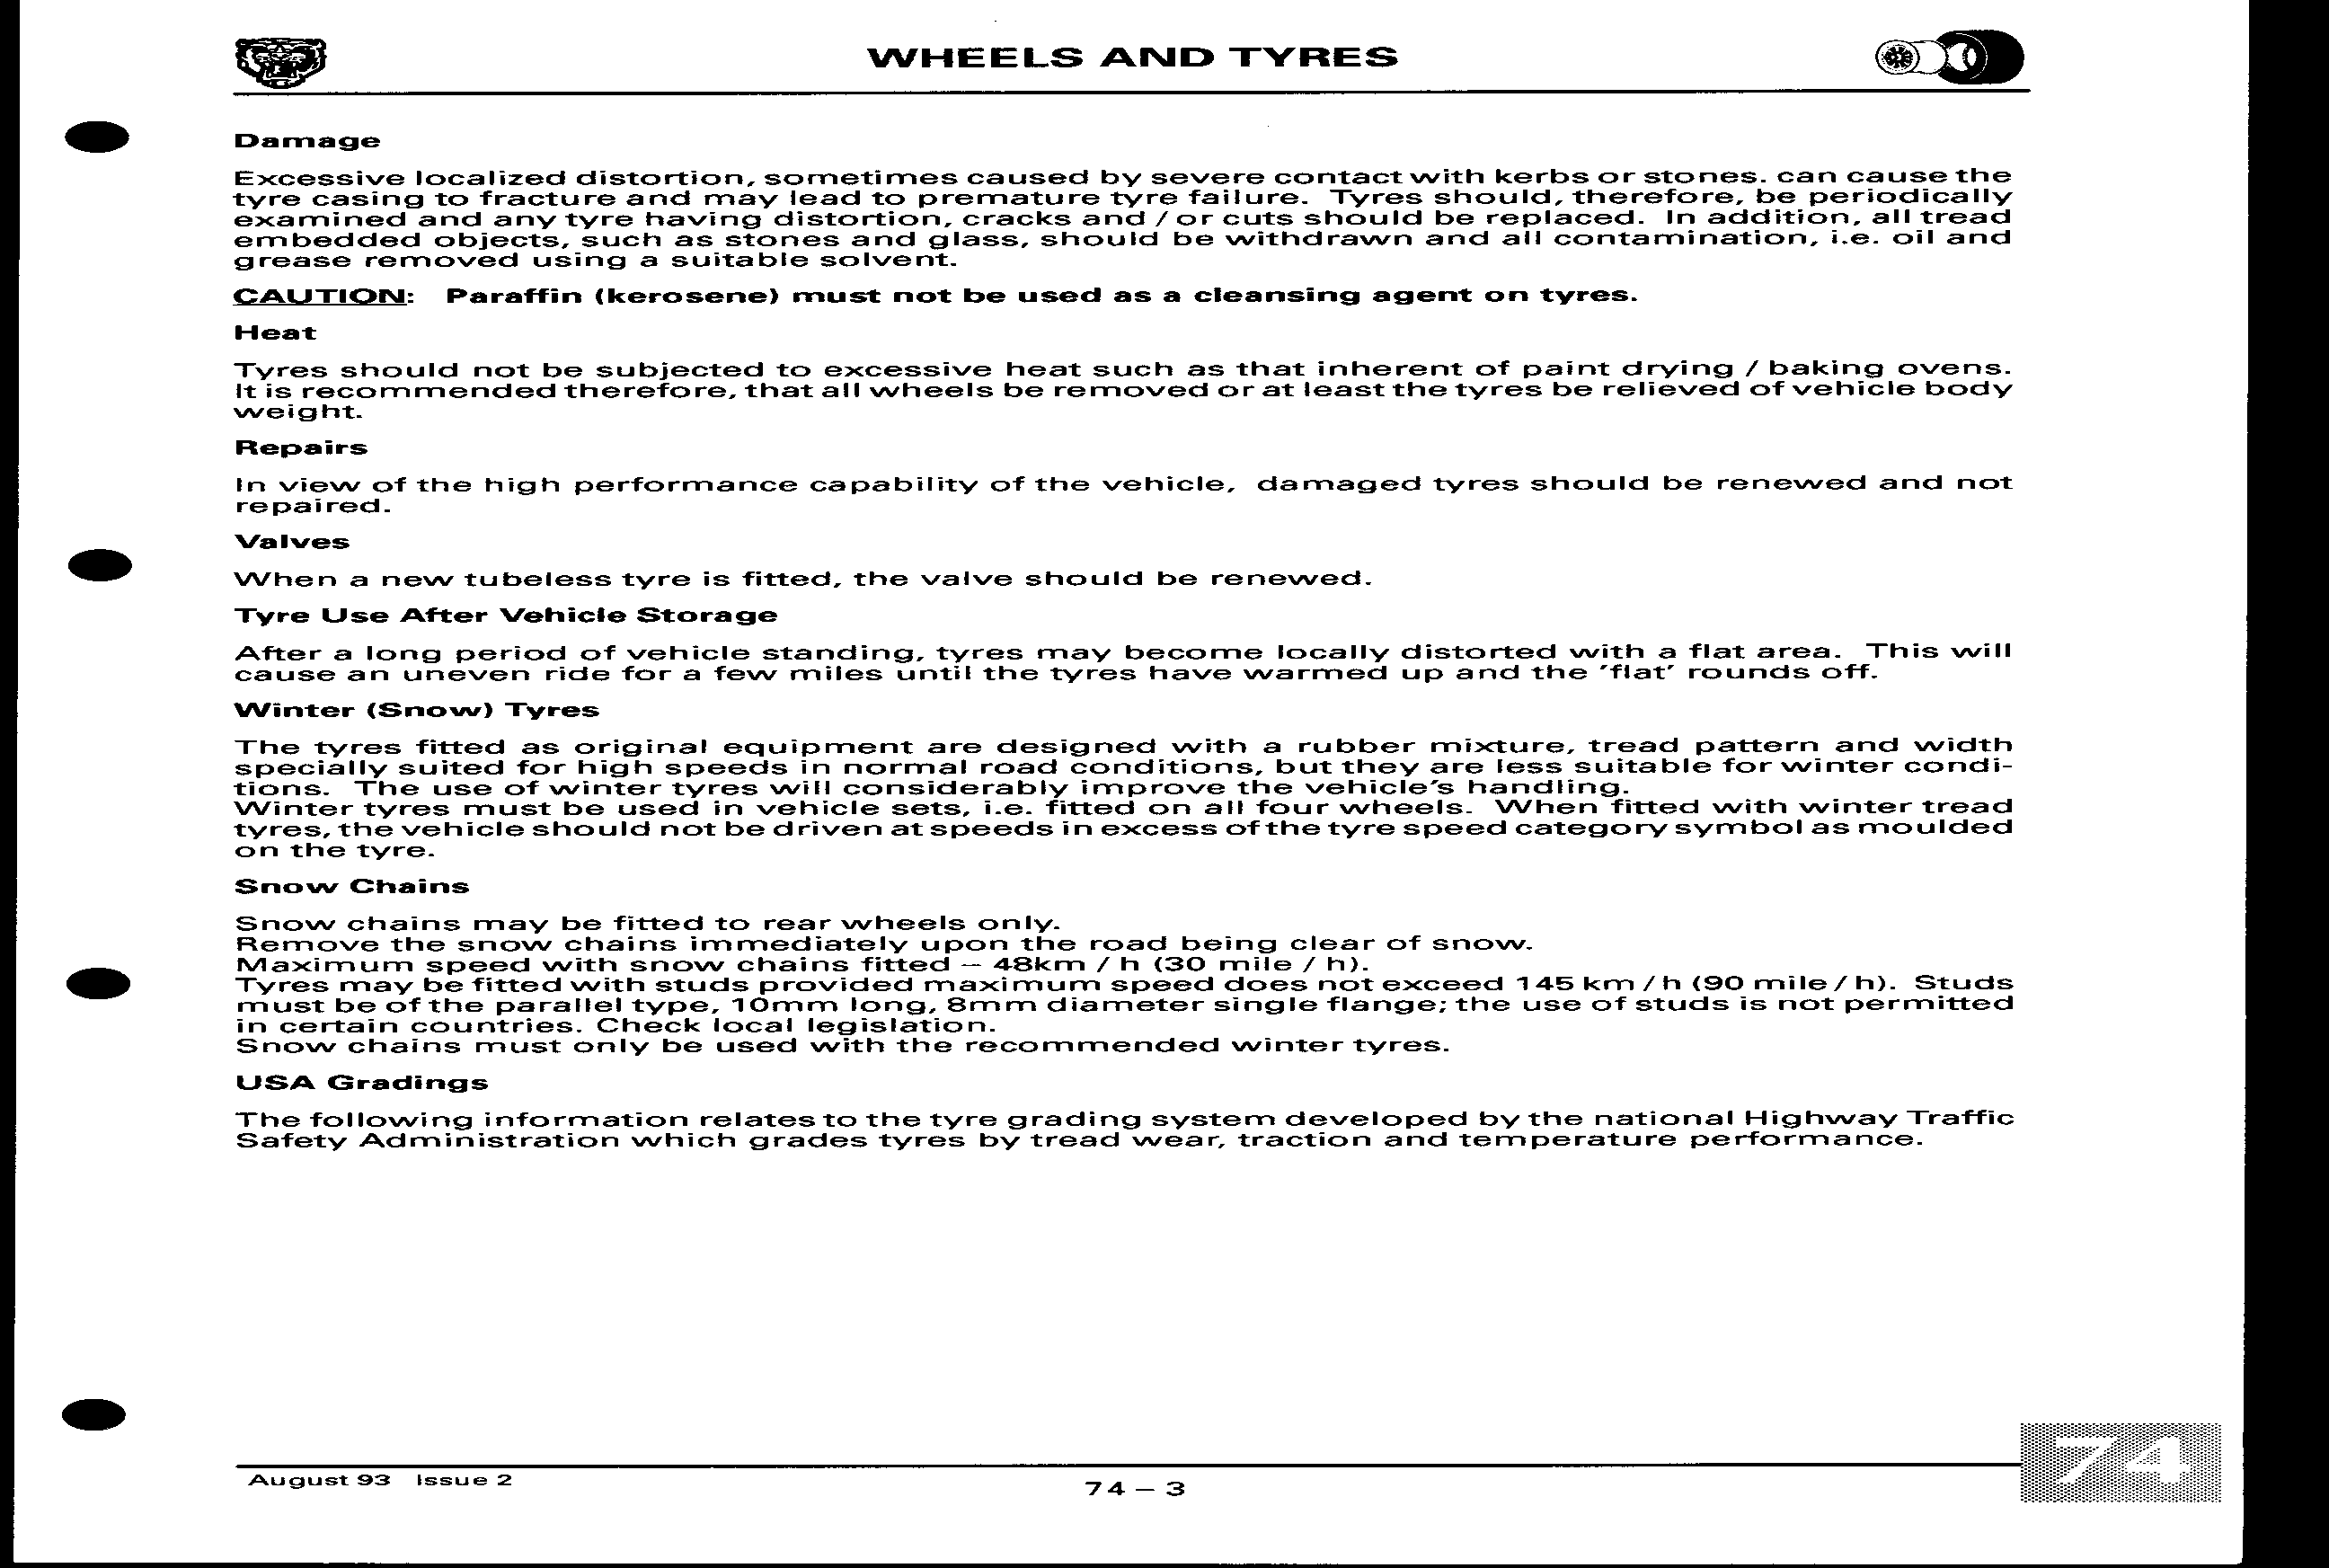 WHEELS AND TYRES
Damage
Excessive localized distortion, sometimes caused by severe contact with kerbs or stones. can cause the
tyre casing to fracture and may lead to premature tyre failure. Tyres should, therefore, be periodically
examined and any tyre having distortion, cracks and / or cuts should be replaced. In addition, all tread
embedded objects, such as stones and glass, should be withdrawn and all contamination, i.e. oil and
grease removed using a suitable solvent.
CAUTION: Paraffin (kerosene) must not be used as a cleansing agent on tyres.
Heat
Tyres should not be subjected to excessive heat such as that inherent of paint drying / baking ovens.
It is recommended therefore, that all wheels be removed or at least the tyres be relieved of vehicle body
weight.
Repairs
In view of the high performance capability of the vehicle, damaged tyres should be renewed and not
repaired.
Valves
When a new tubeless tyre is fitted, the valve should be renewed.
Tyre Use After Vehicle Storage
After a long period of vehicle standing, tyres may become locally distorted with a flat area. This will
cause an uneven ride for a few miles until the tyres have warmed up and the 'flat' rounds off.
Winter (Snow) Tyres
The tyres fitted as original equipment are designed with a rubber mixture, tread pattern and width
specially suited for high speeds in normal road conditions, but they are less suitable for winter condi-
tions. The use of winter tyres will considerably improve the vehicle's handling.
Winter tyres must be used in vehicle sets, i.e. fitted on all four wheels. When fitted with winter tread
tyres, the vehicle should not be driven at speeds in excess of the tyre speed category symbol as moulded
on the tyre.
Snow Chains
Snow chains may be fitted to rear wheels only.
Remove the snow chains immediately upon the road being clear of snow.
Maximum speed with snow chains fitted – 48km / h (30 mile / h).
Tyres may be fitted with studs provided maximum speed does not exceed 145 km / h (90 mile / h). Studs
must be of the parallel type, 10mm long, 8mm diameter single flange; the use of studs is not permitted
in certain countries. Check local legislation.
Snow chains must only be used with the recommended winter tyres.
USA Gradings
The following information relates to the tyre grading system developed by the national Highway Traffic
Safety Administration which grades tyres by tread wear, traction and temperature performance.
August 93 Issue 2
74 – 3
74